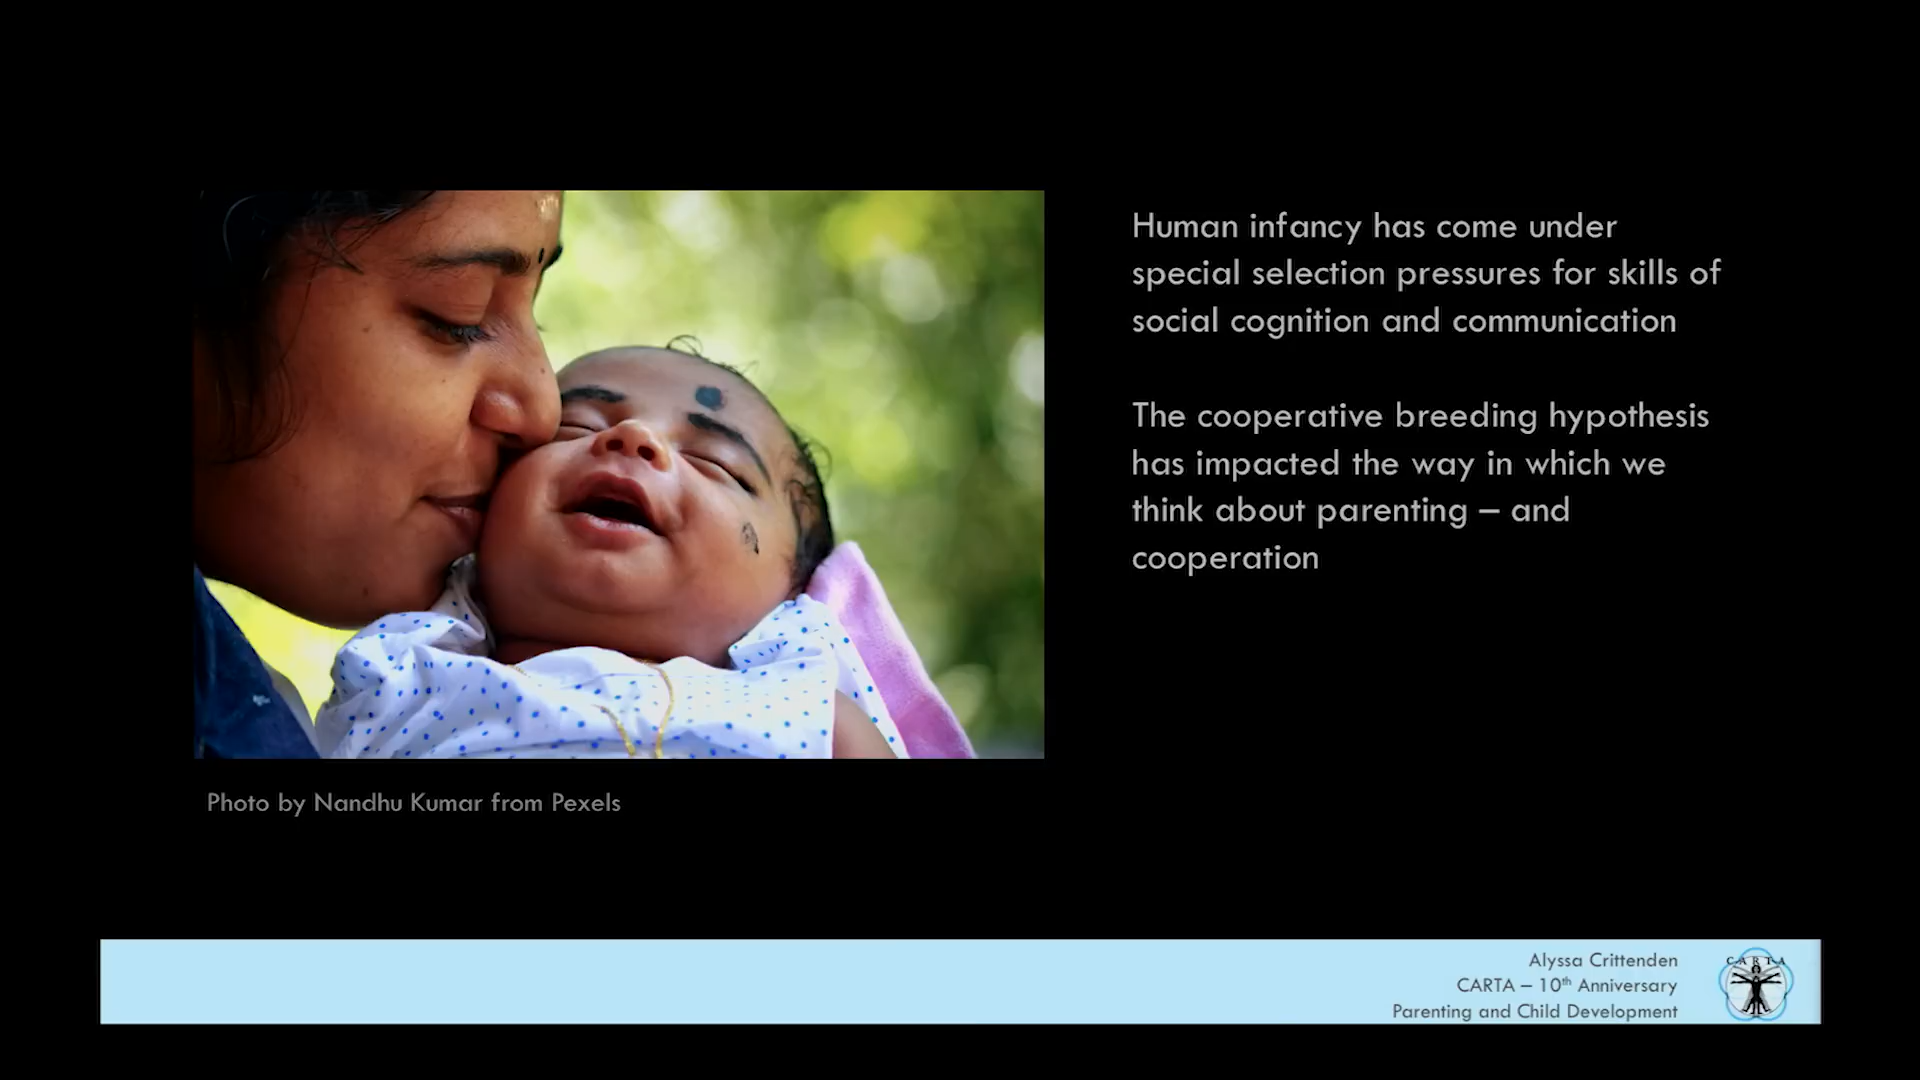 Human infancy has come under
special selection pressures for skills of
social cognition and communication
The cooperative breeding hypothesis
has impacted the way in which we
think about parenting – and
cooperation
Photo by Nandhu Kumar from Pexels
Alyssa Crittenden
CARTA – 10th Anniversary
Parenting and Child Development
CARTA